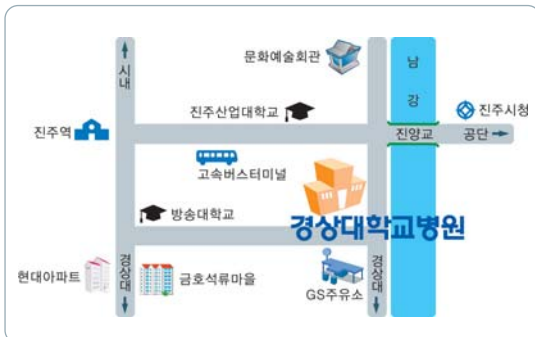 시내
문화예술회관
남
강
진주산업대학교
진주시청
진주역
진양교
공단
고속버스터미널
방송대학교
경상대학교병원
현대아파트
경상대
금호석류마을
GS주유소
경상대